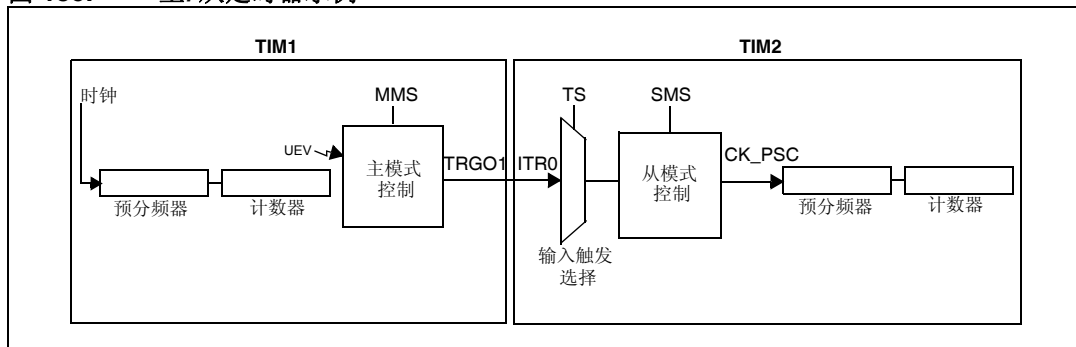 TIM1
TIM2
时钟
MMS
TS
SMS
UEV
主模式
控制
TRGO1
ITR0
从模式
控制
CK_PSC
预分频器
计数器
预分频器
计数器
输入触发
选择